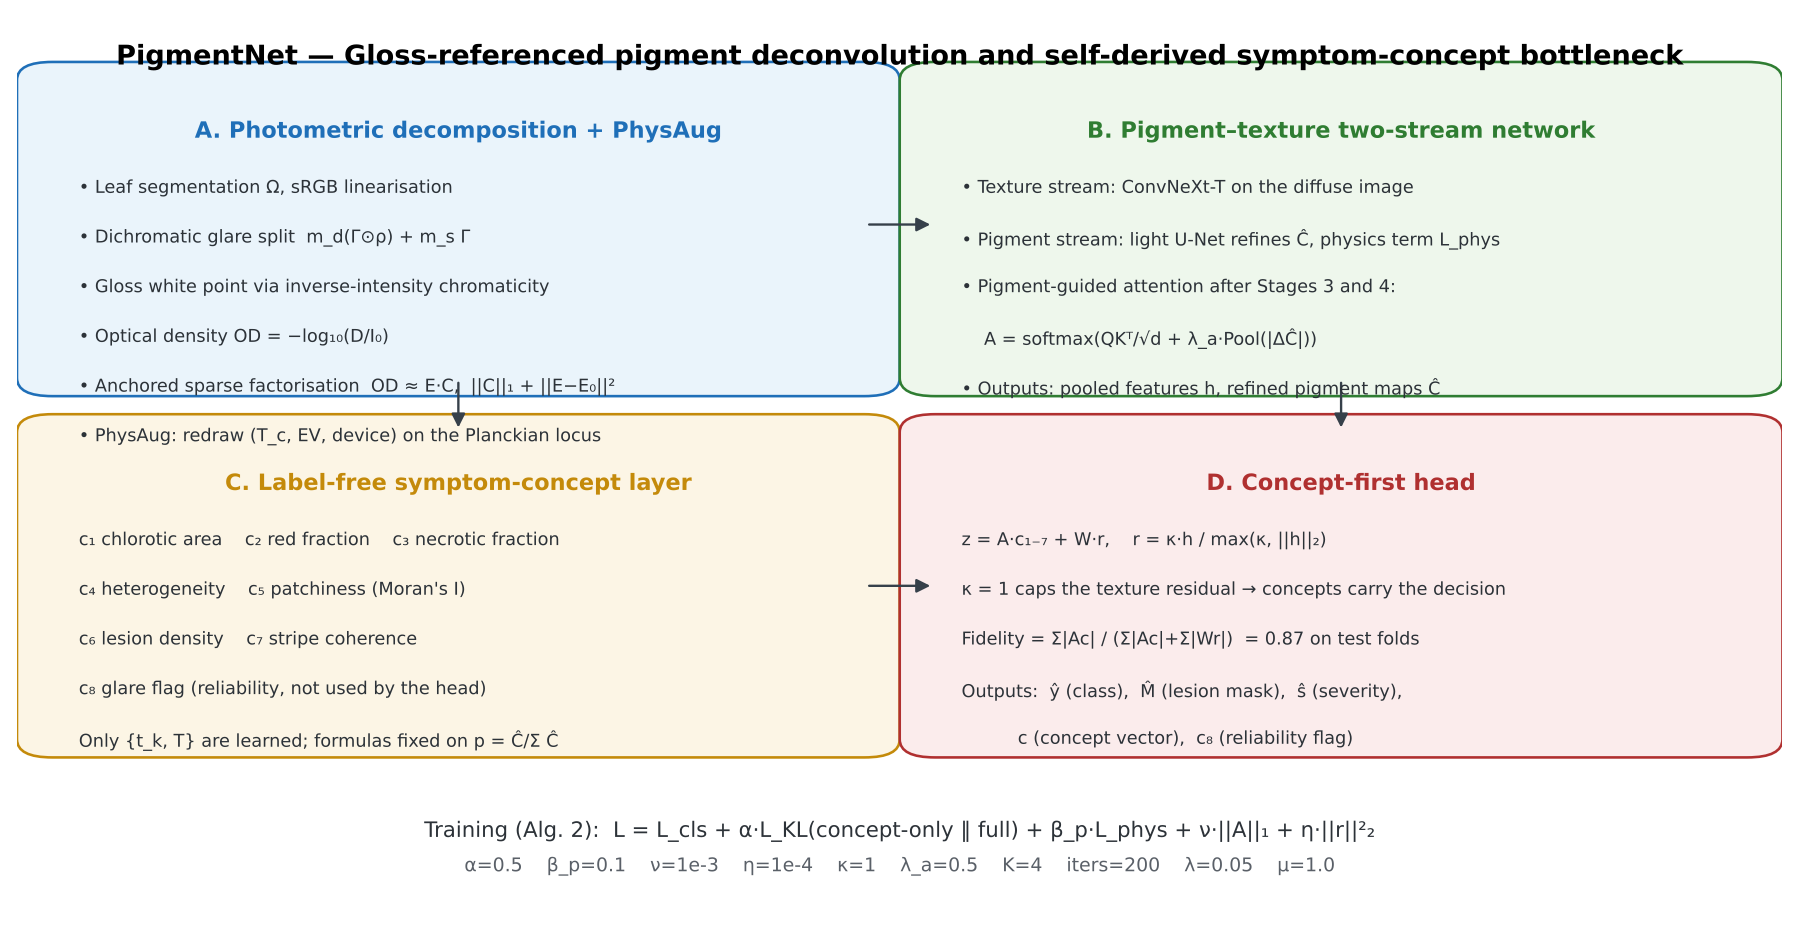 PigmentNet — Gloss-referenced pigment deconvolution and self-derived symptom-concept bottleneck
A. Photometric decomposition + PhysAug
• Leaf segmentation Ω, sRGB linearisation
• Dichromatic glare split  m_d(Γ⊙ρ) + m_s Γ
• Gloss white point via inverse-intensity chromaticity
• Optical density OD = −log₁₀(D/I₀)
• Anchored sparse factorisation  OD ≈ E·C,  ||C||₁ + ||E−E₀||²
• PhysAug: redraw (T_c, EV, device) on the Planckian locus
B. Pigment–texture two-stream network
• Texture stream: ConvNeXt-T on the diffuse image
• Pigment stream: light U-Net refines Ĉ, physics term L_phys
• Pigment-guided attention after Stages 3 and 4:
A = softmax(QKᵀ/√d + λ_a·Pool(|ΔĈ|))
• Outputs: pooled features h, refined pigment maps Ĉ
C. Label-free symptom-concept layer
c₁ chlorotic area    c₂ red fraction    c₃ necrotic fraction
c₄ heterogeneity    c₅ patchiness (Moran's I)
c₆ lesion density    c₇ stripe coherence
c₈ glare flag (reliability, not used by the head)
Only {t_k, T} are learned; formulas fixed on p = Ĉ/Σ Ĉ
D. Concept-first head
z = A·c₁₋₇ + W·r,    r = κ·h / max(κ, ||h||₂)
κ = 1 caps the texture residual → concepts carry the decision
Fidelity = Σ|Ac| / (Σ|Ac|+Σ|Wr|)  = 0.87 on test folds
Outputs:  ŷ (class),  M̂ (lesion mask),  ŝ (severity),
c (concept vector),  c₈ (reliability flag)
Training (Alg. 2):  L = L_cls + α·L_KL(concept-only ∥ full) + β_p·L_phys + ν·||A||₁ + η·||r||²₂
α=0.5    β_p=0.1    ν=1e-3    η=1e-4    κ=1    λ_a=0.5    K=4    iters=200    λ=0.05    μ=1.0